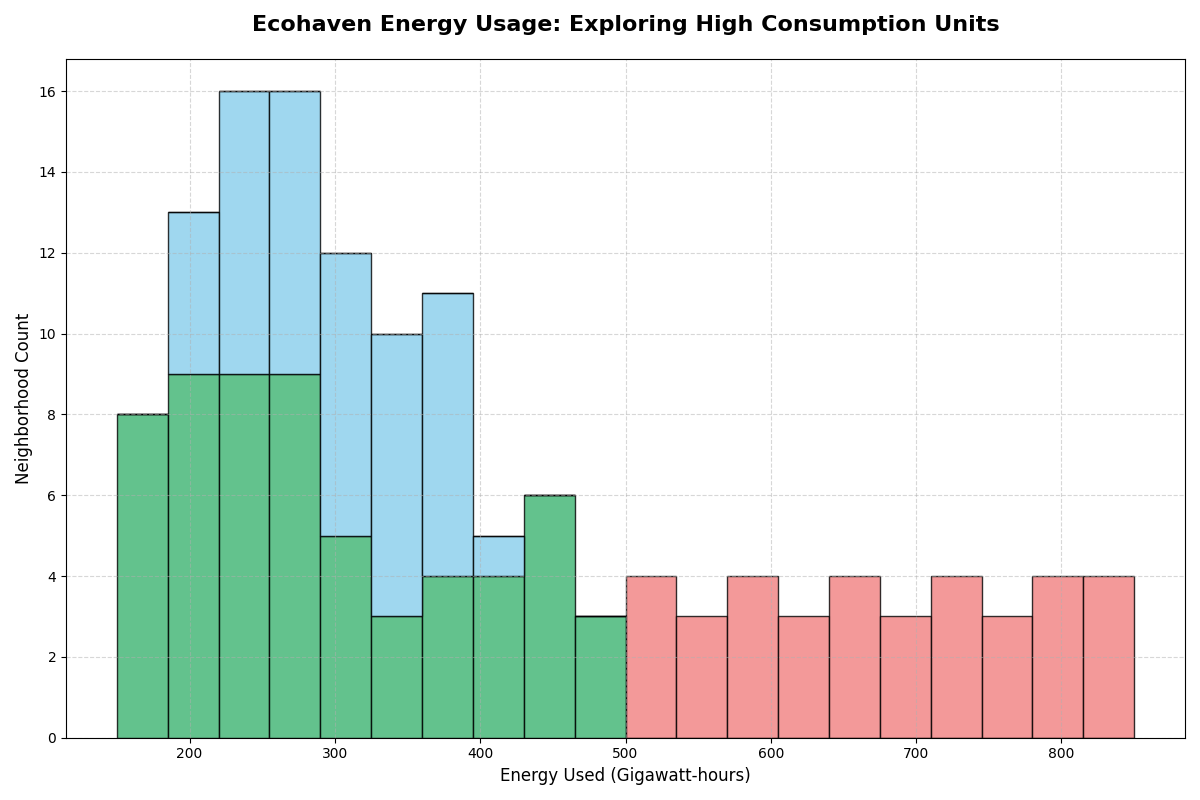 Ecohaven Energy Usage: Exploring High Consumption Units
16
14
12
10
8
6
4
2
0
Neighborhood Count
200 300 400 500 600 700 800
Energy Used (Gigawatt-hours)